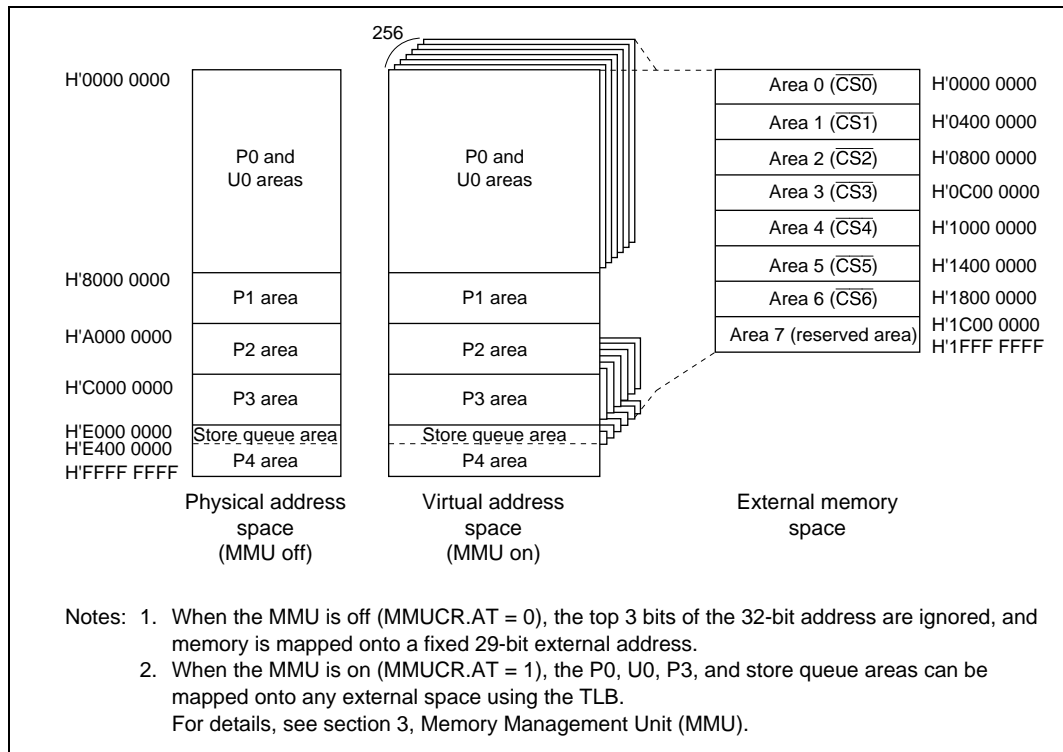 256
H'0000 0000
P0 and
U0 areas
H'8000 0000
P1 area
H'A000 0000
P2 area
H'C000 0000
P3 area
H'E000 0000
Store queue area
H'E400 0000
P4 area
H'FFFF FFFF
Physical address
space
(MMU off)
P0 and
U0 areas
P1 area
P2 area
P3 area
Store queue area
P4 area
Virtual address
space
(MMU on)
Area 0 (C̅S̅0̅) H'0000 0000
Area 1 (C̅S̅1̅) H'0400 0000
Area 2 (C̅S̅2̅) H'0800 0000
Area 3 (C̅S̅3̅) H'0C00 0000
Area 4 (C̅S̅4̅) H'1000 0000
Area 5 (C̅S̅5̅) H'1400 0000
Area 6 (C̅S̅6̅) H'1800 0000
Area 7 (reserved area) H'1C00 0000
H'1FFF FFFF
External memory
space
Notes: 1. When the MMU is off (MMUCR.AT = 0), the top 3 bits of the 32-bit address are ignored, and
memory is mapped onto a fixed 29-bit external address.
2. When the MMU is on (MMUCR.AT = 1), the P0, U0, P3, and store queue areas can be
mapped onto any external space using the TLB.
For details, see section 3, Memory Management Unit (MMU).